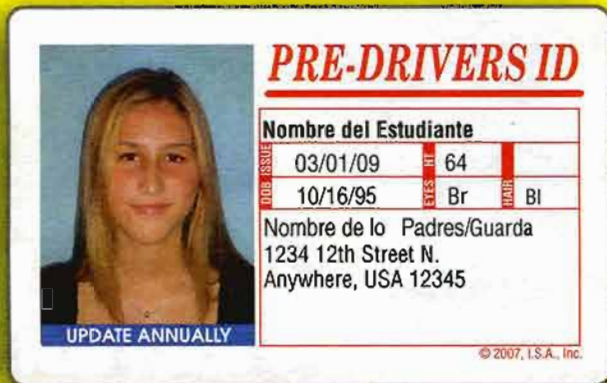 PRE-DRIVERS ID
Nombre del Estudiante
ISSUE 03/01/09 HT 64
DOB 10/16/95 EYES Br HAIR Bl
Nombre de lo Padres/Guarda
1234 12th Street N.
Anywhere, USA 12345
UPDATE ANNUALLY
© 2007, I.S.A., Inc.